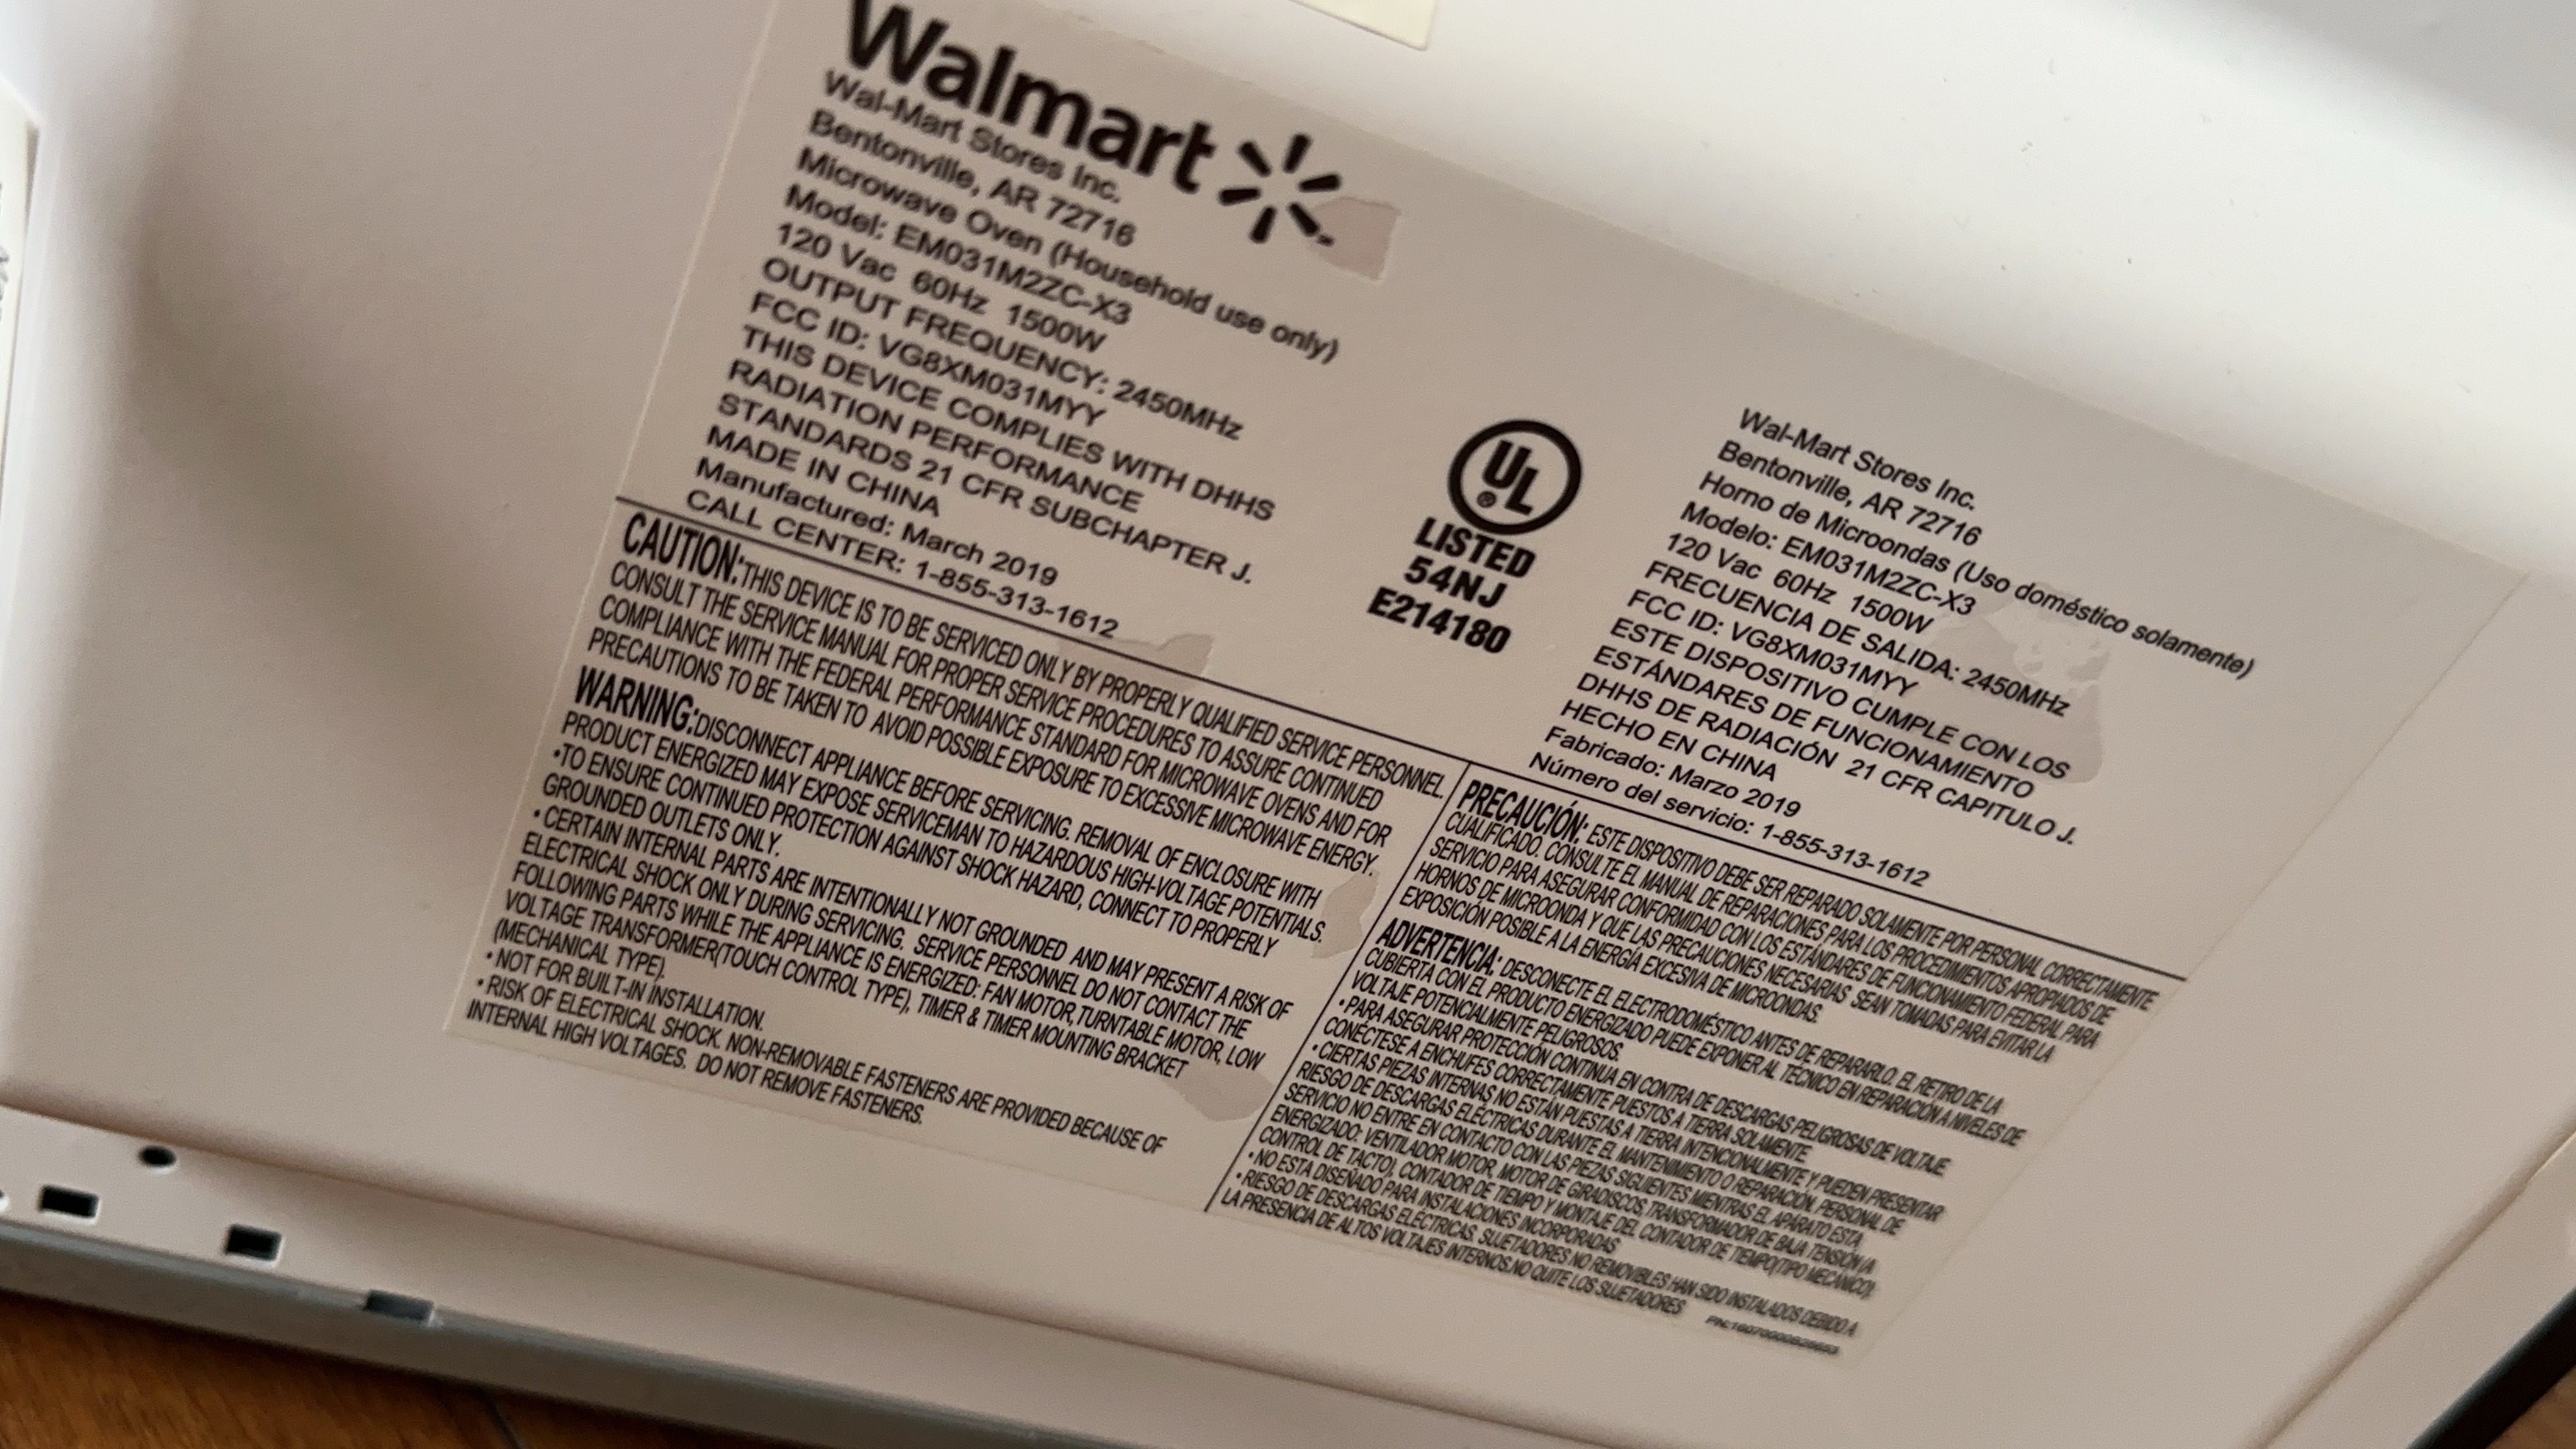 Walmart
Wal-Mart Stores Inc.
Bentonville, AR 72716
Microwave Oven (Household use only)
Model: EM031M2ZC-X3
120 Vac 60Hz 1500W
OUTPUT FREQUENCY: 2450MHz
FCC ID: VG8XM031MYY
THIS DEVICE COMPLIES WITH DHHS
RADIATION PERFORMANCE
STANDARDS 21 CFR SUBCHAPTER J.
MADE IN CHINA
Manufactured: March 2019
CALL CENTER: 1-855-313-1612
UL
®
LISTED
54NJ
E214180
Wal-Mart Stores Inc.
Bentonville, AR 72716
Horno de Microondas (Uso doméstico solamente)
Modelo: EM031M2ZC-X3
120 Vac 60Hz 1500W
FRECUENCIA DE SALIDA: 2450MHz
FCC ID: VG8XM031MYY
ESTE DISPOSITIVO CUMPLE CON LOS
ESTÁNDARES DE FUNCIONAMIENTO
DHHS DE RADIACIÓN 21 CFR CAPITULO J.
HECHO EN CHINA
Fabricado: Marzo 2019
Número del servicio: 1-855-313-1612
CAUTION: THIS DEVICE IS TO BE SERVICED ONLY BY PROPERLY QUALIFIED SERVICE PERSONNEL.
CONSULT THE SERVICE MANUAL FOR PROPER SERVICE PROCEDURES TO ASSURE CONTINUED
COMPLIANCE WITH THE FEDERAL PERFORMANCE STANDARD FOR MICROWAVE OVENS AND FOR
PRECAUTIONS TO BE TAKEN TO AVOID POSSIBLE EXPOSURE TO EXCESSIVE MICROWAVE ENERGY.
WARNING: DISCONNECT APPLIANCE BEFORE SERVICING. REMOVAL OF ENCLOSURE WITH
PRODUCT ENERGIZED MAY EXPOSE SERVICEMAN TO HAZARDOUS HIGH-VOLTAGE POTENTIALS.
•TO ENSURE CONTINUED PROTECTION AGAINST SHOCK HAZARD, CONNECT TO PROPERLY
GROUNDED OUTLETS ONLY.
• CERTAIN INTERNAL PARTS ARE INTENTIONALLY NOT GROUNDED AND MAY PRESENT A RISK OF
ELECTRICAL SHOCK ONLY DURING SERVICING. SERVICE PERSONNEL DO NOT CONTACT THE
FOLLOWING PARTS WHILE THE APPLIANCE IS ENERGIZED: FAN MOTOR,TURNTABLE MOTOR, LOW
VOLTAGE TRANSFORMER(TOUCH CONTROL TYPE), TIMER & TIMER MOUNTING BRACKET
(MECHANICAL TYPE).
• NOT FOR BUILT-IN INSTALLATION.
• RISK OF ELECTRICAL SHOCK. NON-REMOVABLE FASTENERS ARE PROVIDED BECAUSE OF
INTERNAL HIGH VOLTAGES. DO NOT REMOVE FASTENERS.
PRECAUCIÓN: ESTE DISPOSITIVO DEBE SER REPARADO SOLAMENTE POR PERSONAL CORRECTAMENTE
CUALIFICADO. CONSULTE EL MANUAL DE REPARACIONES PARA LOS PROCEDIMIENTOS APROPIADOS DE
SERVICIO PARA ASEGURAR CONFORMIDAD CON LOS ESTÁNDARES DE FUNCIONAMIENTO FEDERAL PARA
HORNOS DE MICROONDA Y QUE LAS PRECAUCIONES NECESARIAS SEAN TOMADAS PARA EVITAR LA
EXPOSICIÓN POSIBLE A LA ENERGÍA EXCESIVA DE MICROONDAS.
ADVERTENCIA: DESCONECTE EL ELECTRODOMÉSTICO ANTES DE REPARARLO. EL RETIRO DE LA
CUBIERTA CON EL PRODUCTO ENERGIZADO PUEDE EXPONER AL TÉCNICO EN REPARACIÓN A NIVELES DE
VOLTAJE POTENCIALMENTE PELIGROSOS.
• PARA ASEGURAR PROTECCIÓN CONTINUA EN CONTRA DE DESCARGAS PELIGROSAS DE VOLTAJE
CONÉCTESE A ENCHUFES CORRECTAMENTE PUESTOS A TIERRA SOLAMENTE.
• CIERTAS PIEZAS INTERNAS NO ESTÁN PUESTAS A TIERRA INTENCIONALMENTE Y PUEDEN PRESENTAR
RIESGO DE DESCARGAS ELÉCTRICAS DURANTE EL MANTENIMIENTO O REPARACIÓN. PERSONAL DE
SERVICIO NO ENTRE EN CONTACTO CON LAS PIEZAS SIGUIENTES MIENTRAS EL APARATO ESTA
ENERGIZADO: VENTILADOR MOTOR, MOTOR DE GIRADISCOS,TRANSFORMADOR DE BAJA TENSIÓN (A
CONTROL DE TACTO), CONTADOR DE TIEMPO Y MONTAJE DEL CONTADOR DE TIEMPO(TIPO MECÁNICO).
• NO ESTA DISEÑADO PARA INSTALACIONES INCORPORADAS
• RIESGO DE DESCARGAS ELÉCTRICAS. SUJETADORES NO REMOVIBLES HAN SIDO INSTALADOS DEBIDO A
LA PRESENCIA DE ALTOS VOLTAJES INTERNOS.NO QUITE LOS SUJETADORES